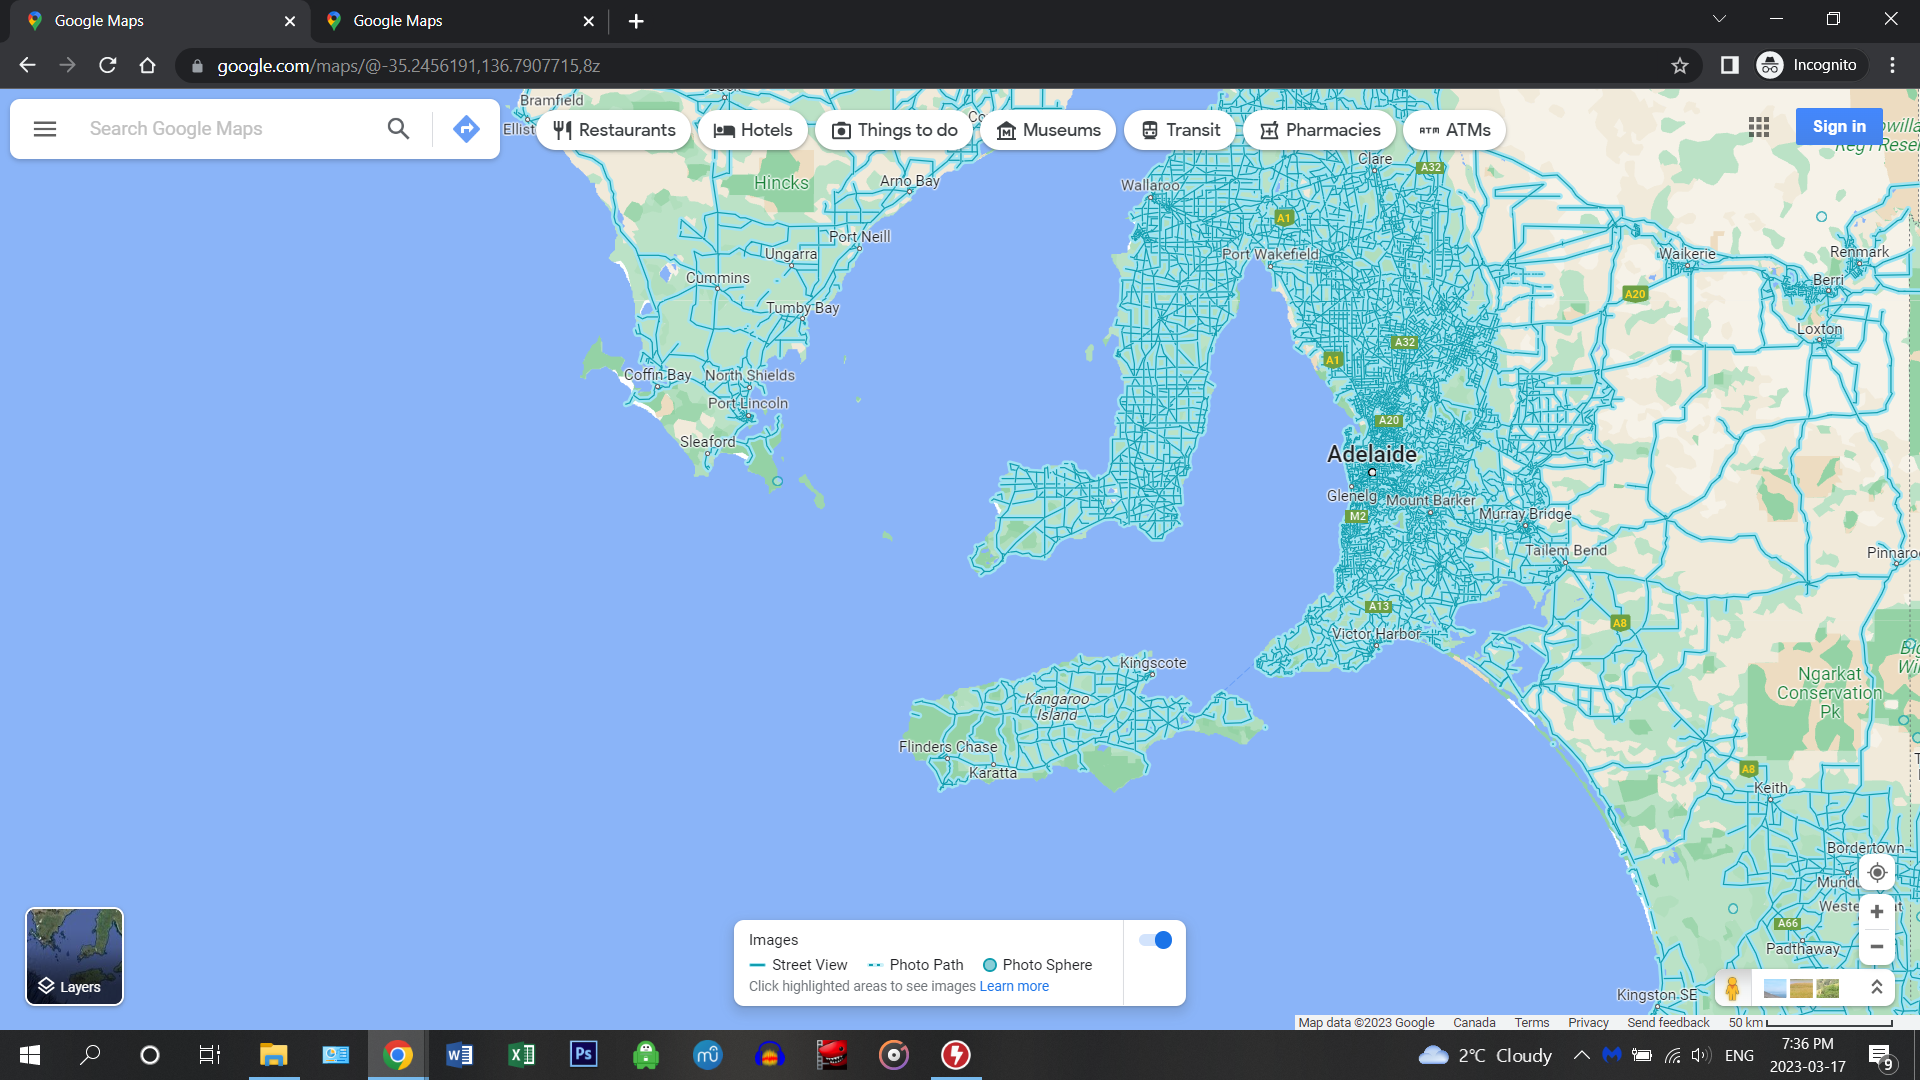 Google Maps
Google Maps
google.com/maps/@-35.2456191,136.7907715,8z
Incognito
Search Google Maps
Restaurants
Hotels
Things to do
Museums
Transit
Pharmacies
ATMs
Sign in
Bramfield
Hincks
Arno Bay
Port Neill
Ungarra
Cummins
Tumby Bay
Coffin Bay
North Shields
Port Lincoln
Sleaford
Wallaroo
Clare
A32
A1
Port Wakefield
Waikerie
Renmark
Berri
A20
Loxton
A32
A1
A20
Adelaide
Glenelg
Mount Barker
M2
Murray Bridge
Tailem Bend
A13
Victor Harbor
A8
Kingscote
Kangaroo
Island
Flinders Chase
Karatta
Ngarkat
Conservation
Pk
A8
Keith
Bordertown
A66
Padthaway
Kingston SE
Layers
Images
Street View
Photo Path
Photo Sphere
Click highlighted areas to see images Learn more
Map data ©2023 Google
Canada
Terms
Privacy
Send feedback
50 km
2°C Cloudy
ENG
7:36 PM
2023-03-17
9